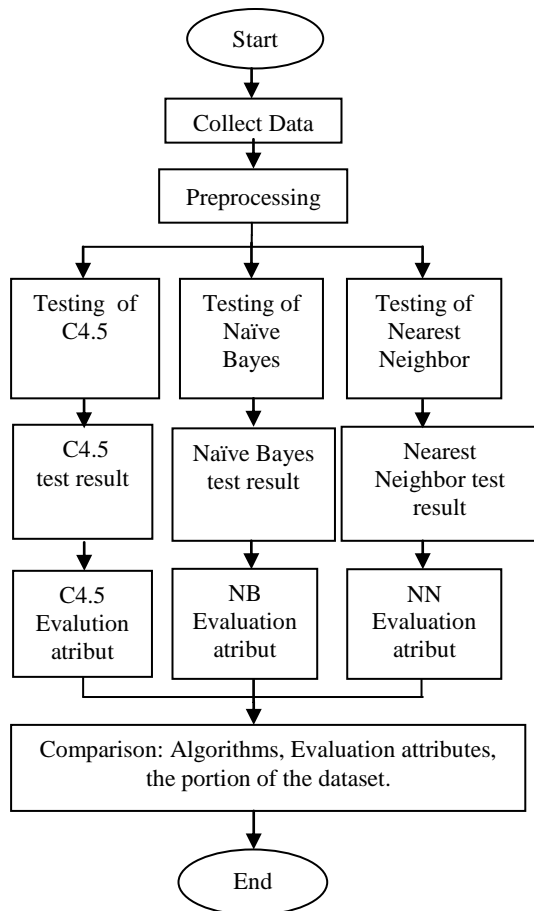 Start
Collect Data
Preprocessing
Testing of
C4.5
Testing of
Naïve
Bayes
Testing of
Nearest
Neighbor
C4.5
test result
Naïve Bayes
test result
Nearest
Neighbor test
result
C4.5
Evalution
atribut
NB
Evaluation
atribut
NN
Evaluation
atribut
Comparison: Algorithms, Evaluation attributes,
the portion of the dataset.
End